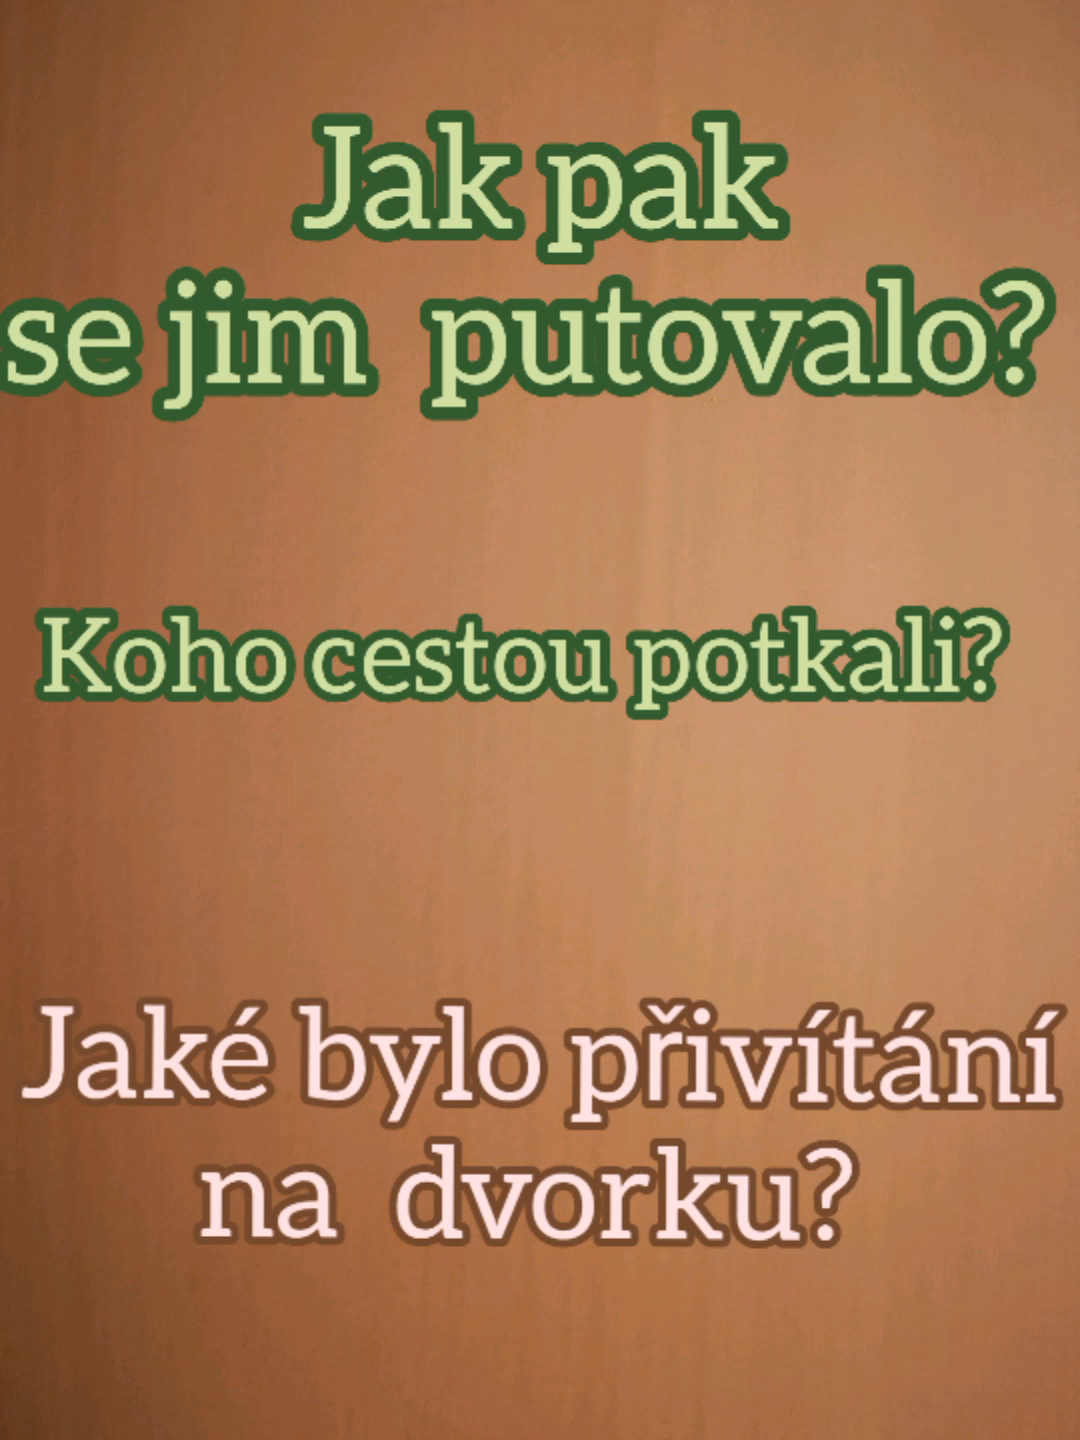 Jak pak
se jim putovalo?
Koho cestou potkali?
Jaké bylo přivítání
na dvorku?